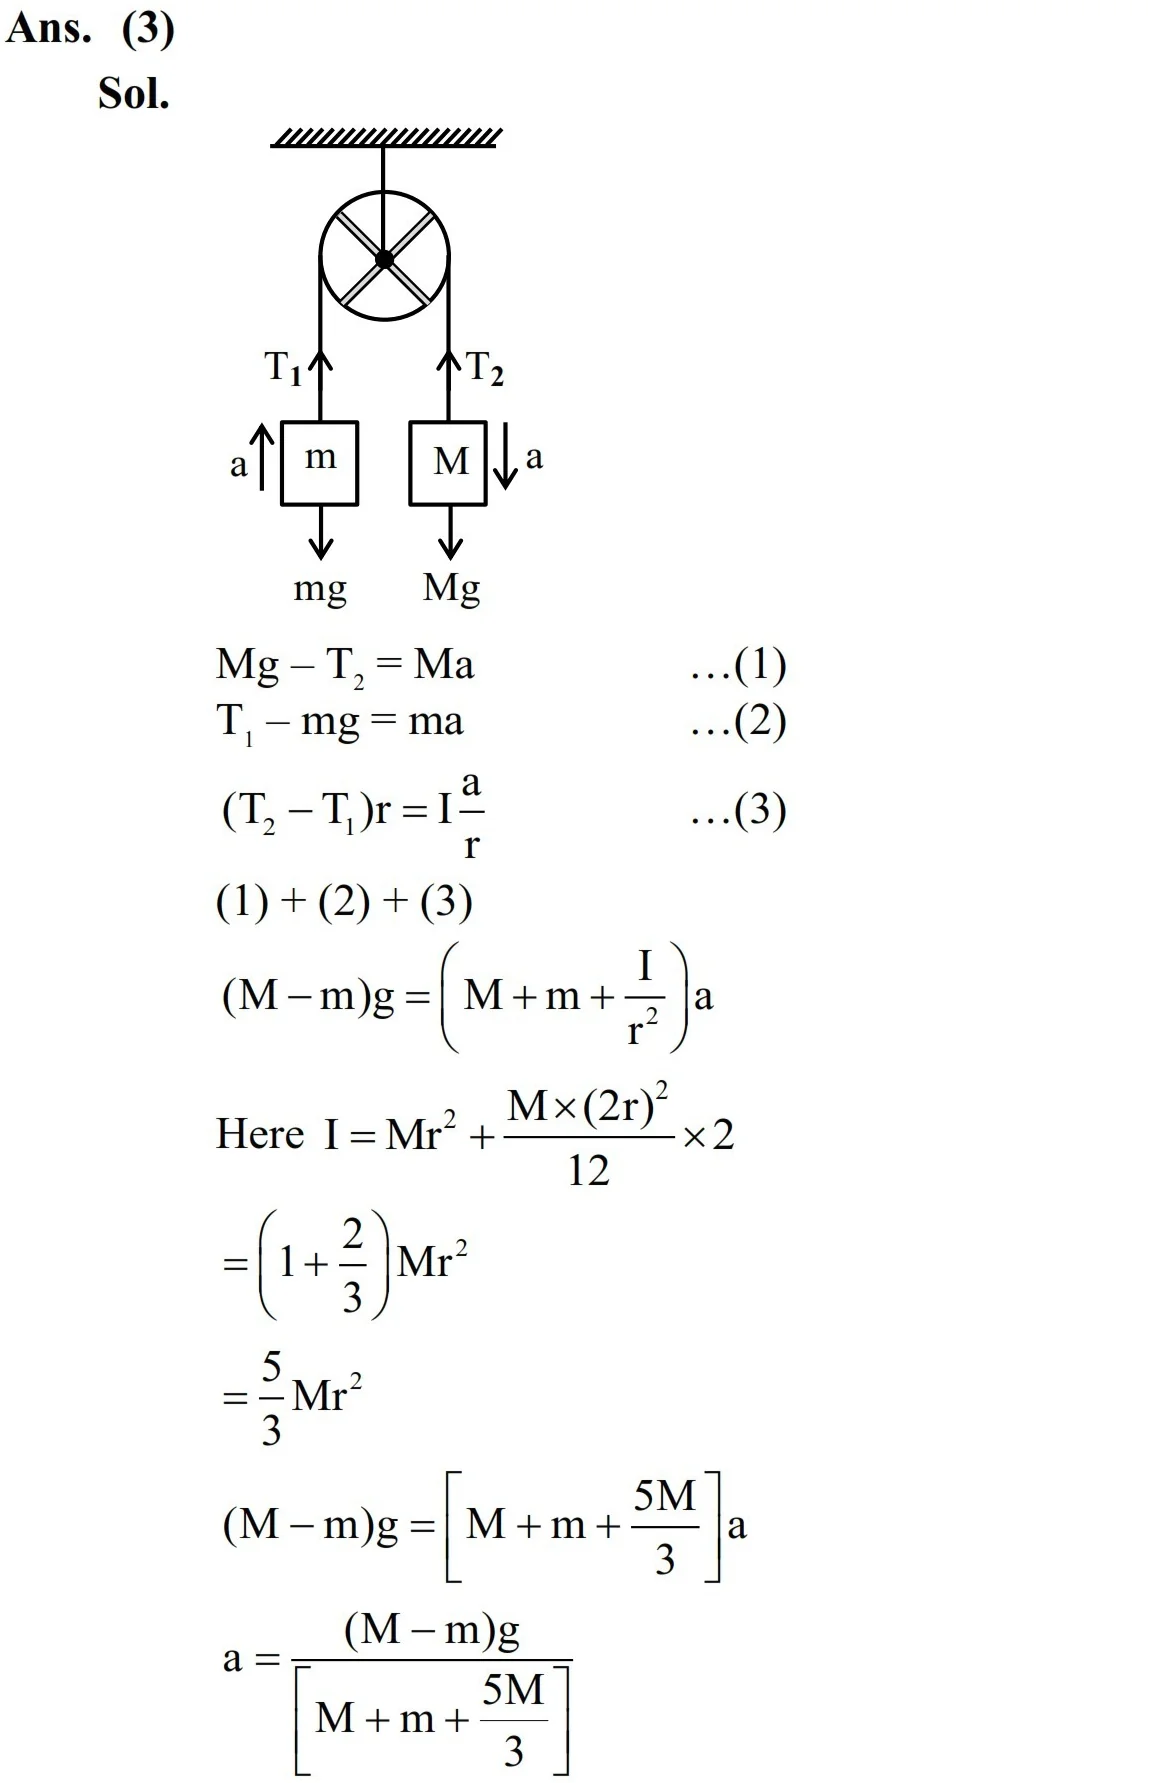 Ans. (3)
Sol.
T₁ T₂
a m M a
mg Mg
Mg – T₂ = Ma …(1)
T₁ – mg = ma …(2)
(T₂ – T₁)r = I a/r …(3)
(1) + (2) + (3)
(M – m)g = (M + m + I/r²) a
Here I = Mr² + M×(2r)²/12 ×2
= (1 + 2/3) Mr²
= 5/3 Mr²
(M – m)g = [M + m + 5M/3] a
a = (M – m)g/[M + m + 5M/3]